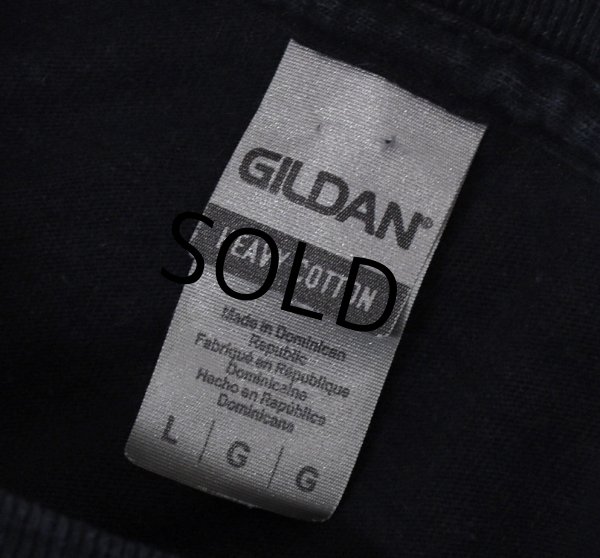 GILDAN®
HEAVY COTTON
SOLD
Made in Dominican
Republic
Fabriqué en République
Dominicaine
Hecho en República
Dominicana
L | G | G